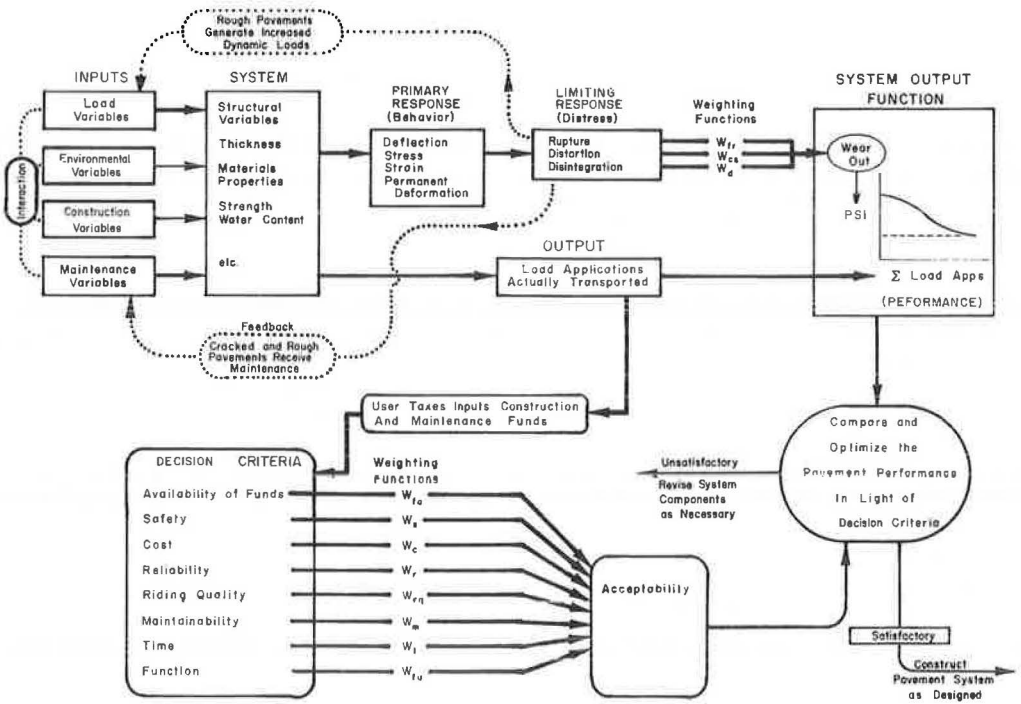 Rough Pavements
Generate Increased
Dynamic Loads
INPUTS
Load
Variables
Environmental
Variables
Construction
Variables
Maintenance
Variables
Interaction
SYSTEM
Structural
Variables
Thickness
Materials
Properties
Strength
Water Content
etc.
PRIMARY
RESPONSE
(Behavior)
Deflection
Stress
Strain
Permanent
Deformation
LIMITING
RESPONSE
(Distress)
Rupture
Distortion
Disintegration
Weighting
Functions
Wfr
Wcs
Wd
SYSTEM OUTPUT
FUNCTION
Wear
Out
PSI
Σ Load Apps
(PEFORMANCE)
OUTPUT
Load Applications
Actually Transported
Feedback
Cracked and Rough
Pavements Receive
Maintenance
User Taxes Inputs Construction
And Maintenance Funds
DECISION CRITERIA
Availability of Funds
Safety
Cost
Reliability
Riding Quality
Maintainability
Time
Function
Weighting
Functions
Wfa
Ws
Wc
Wr
Wrq
Wm
Wfu
Acceptability
Compare and
Optimize the
Pavement Performance
In Light of
Decision Criteria
Unsatisfactory
Revise System
Components
as Necessary
Satisfactory
Construct
Pavement System
as Designed